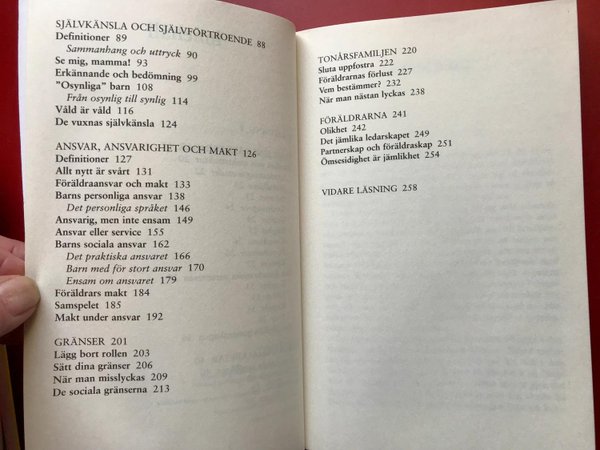 SJÄLVKÄNSLA OCH SJÄLVFÖRTROENDE 88
Definitioner 89
Sammanhang och uttryck 90
Se mig, mamma! 93
Erkännande och bedömning 99
"Osynliga" barn 108
Från osynlig till synlig 114
Våld är våld 116
De vuxnas självkänsla 124
ANSVAR, ANSVARIGHET OCH MAKT 126
Definitioner 127
Allt nytt är svårt 131
Föräldraansvar och makt 133
Barns personliga ansvar 138
Det personliga språket 146
Ansvarig, men inte ensam 149
Ansvar eller service 155
Barns sociala ansvar 162
Det praktiska ansvaret 166
Barn med för stort ansvar 170
Ensam om ansvaret 179
Föräldrars makt 184
Samspelet 185
Makt under ansvar 192
GRÄNSER 201
Lägg bort rollen 203
Sätt dina gränser 206
När man misslyckas 209
De sociala gränserna 213
TONÅRSFAMILJEN 220
Sluta uppfostra 222
Föräldrarnas förlust 227
Vem bestämmer? 232
När man nästan lyckas 238
FÖRÄLDRARNA 241
Olikhet 242
Det jämlika ledarskapet 249
Partnerskap och föräldraskap 251
Ömsesidighet är jämlikhet 254
VIDARE LÄSNING 258